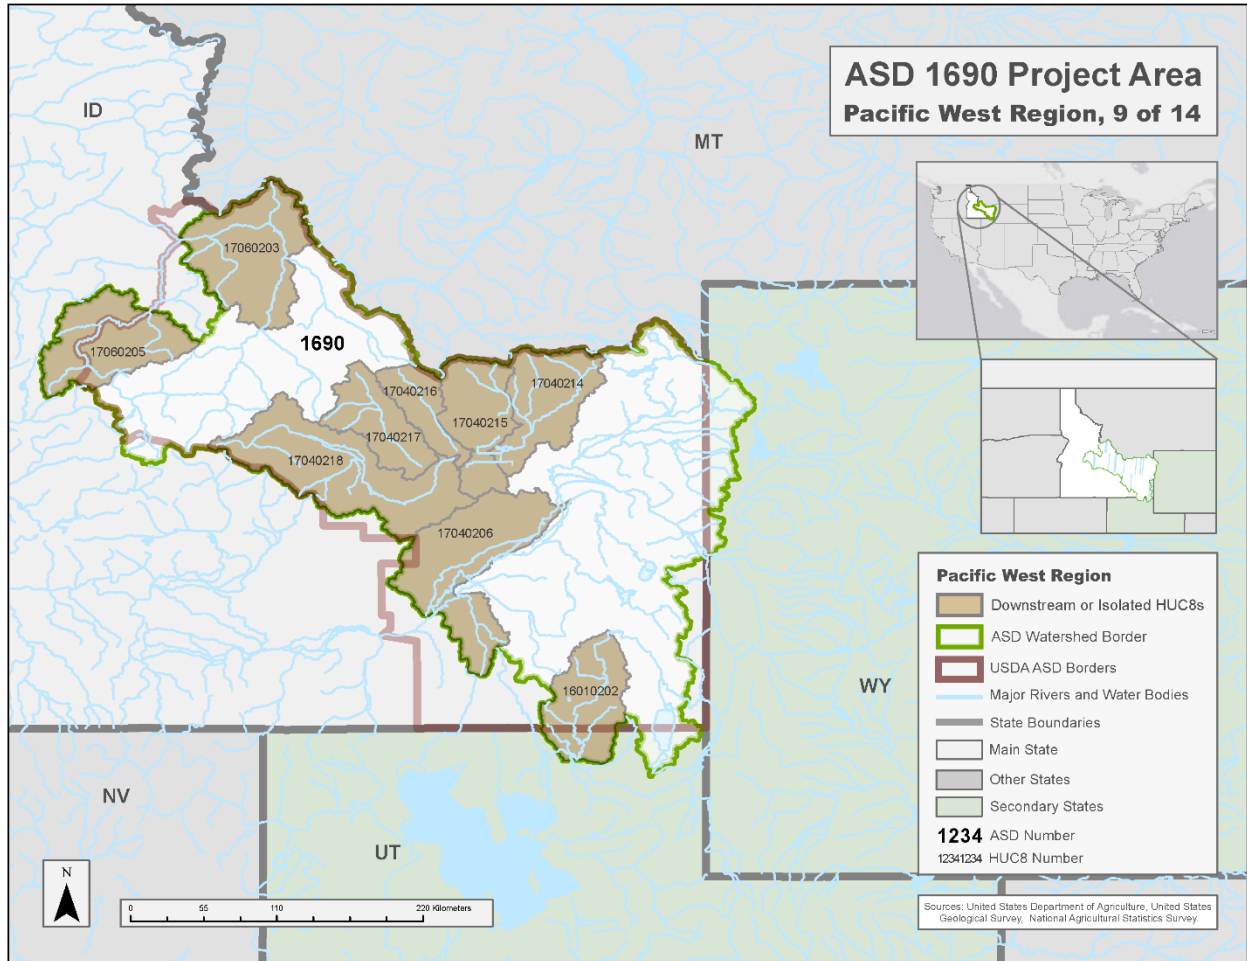 ASD 1690 Project Area
Pacific West Region, 9 of 14
ID
MT
17060203
1690
17060205
17040216
17040214
17040215
17040217
17040218
17040206
16010202
WY
NV
UT
N
0 55 110 220 Kilometers
Pacific West Region
Downstream or Isolated HUC8s
ASD Watershed Border
USDA ASD Borders
Major Rivers and Water Bodies
State Boundaries
Main State
Other States
Secondary States
1234 ASD Number
12341234 HUC8 Number
Sources: United States Department of Agriculture, United States
Geological Survey, National Agricultural Statistics Survey.